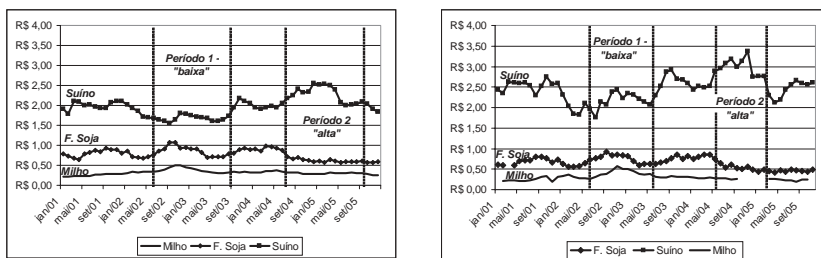 R$ 4,00
R$ 3,50
R$ 3,00
R$ 2,50
R$ 2,00
R$ 1,50
R$ 1,00
R$ 0,50
R$ 0,00
Período 1 -
"baixa"
Suíno
Período 2
"alta"
F. Soja
Milho
jan/01
mai/01
set/01
jan/02
mai/02
set/02
jan/03
mai/03
set/03
jan/04
mai/04
set/04
jan/05
mai/05
set/05
Milho
F. Soja
Suíno
R$ 4,00
R$ 3,50
R$ 3,00
R$ 2,50
R$ 2,00
R$ 1,50
R$ 1,00
R$ 0,50
R$ 0,00
Período 1 -
"baixa"
Suíno
Período 2
"alta"
F. Soja
Milho
jan/01
mai/01
set/01
jan/02
mai/02
set/02
jan/03
mai/03
set/03
jan/04
mai/04
set/04
jan/05
mai/05
set/05
F. Soja
Suíno
Milho